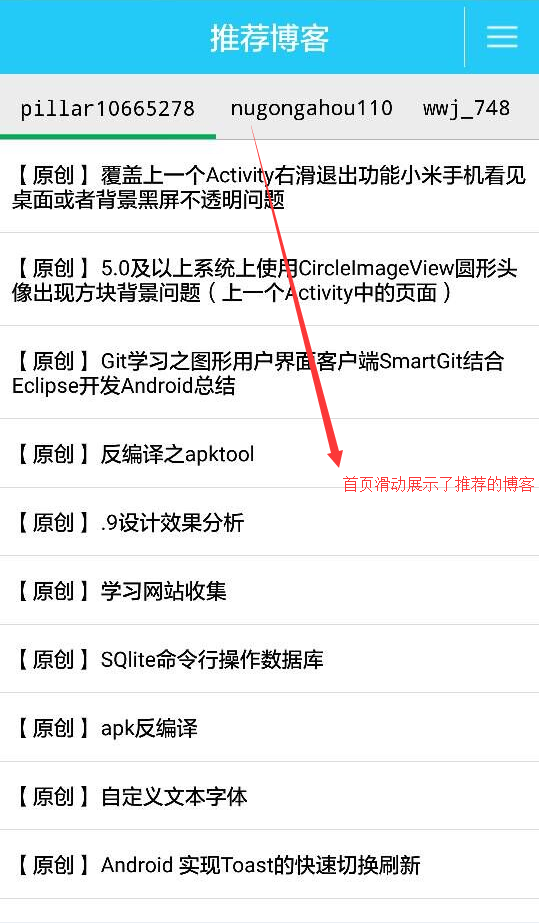 推荐博客
pillar10665278 nugongahou110 wwj_748
【 原创 】 覆盖上一个Activity右滑退出功能小米手机看见
桌面或者背景黑屏不透明问题
【 原创 】 5.0及以上系统上使用CircleImageView圆形头
像出现方块背景问题（上一个Activity中的页面）
【 原创 】 Git学习之图形用户界面客户端SmartGit结合
Eclipse开发Android总结
【 原创 】 反编译之apktool
首页滑动展示了推荐的博客
【 原创 】 .9设计效果分析
【 原创 】 学习网站收集
【 原创 】 SQlite命令行操作数据库
【 原创 】 apk反编译
【 原创 】 自定义文本字体
【 原创 】 Android 实现Toast的快速切换刷新